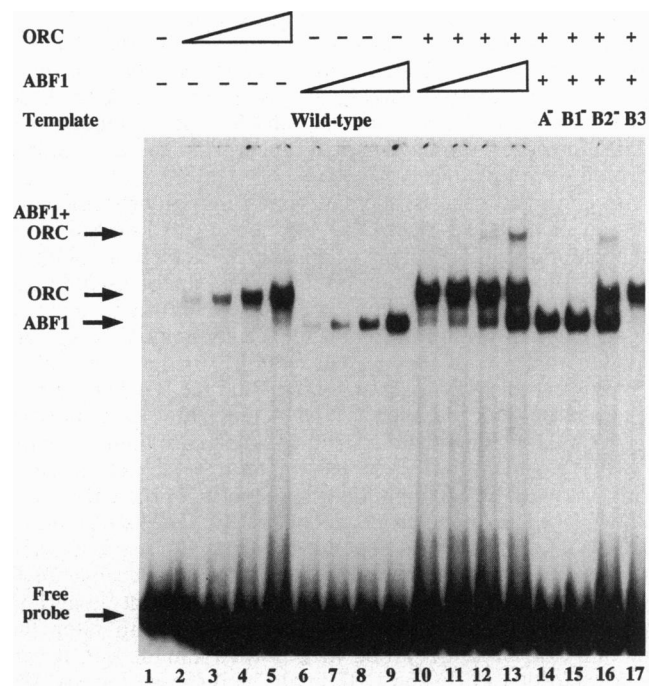 ORC – + + + + + + + +
ABF1 – – – – – + + + +
Template Wild-type A⁻ B1⁻ B2⁻ B3
ABF1+
ORC
ORC
ABF1
Free
probe
1 2 3 4 5 6 7 8 9 10 11 12 13 14 15 16 17